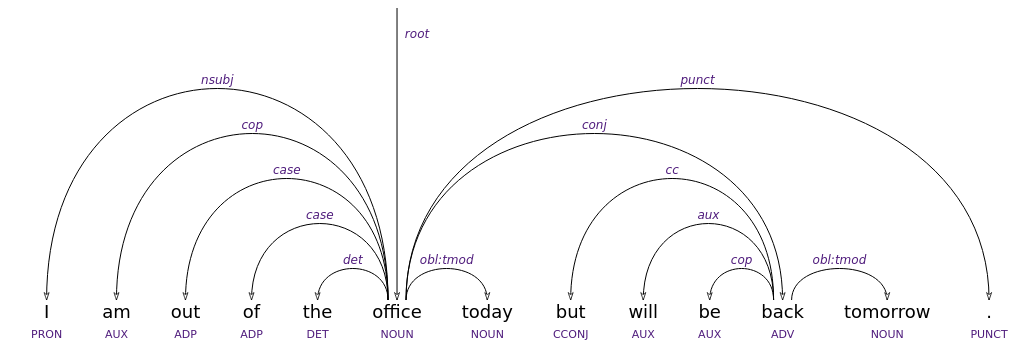 root
nsubj punct
cop conj
case cc
case aux
det obl:tmod cop obl:tmod
I am out of the office today but will be back tomorrow .
PRON AUX ADP ADP DET NOUN NOUN CCONJ AUX AUX ADV NOUN PUNCT